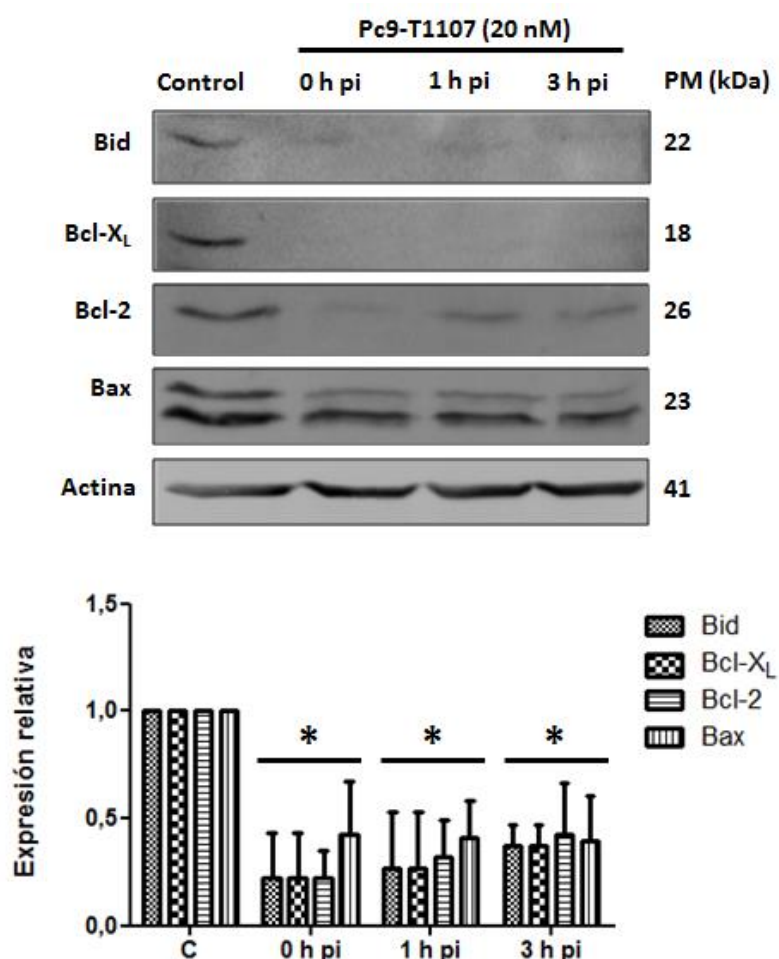 Pc9-T1107 (20 nM)
Control 0 h pi 1 h pi 3 h pi PM (kDa)
Bid 22
Bcl-XL 18
Bcl-2 26
Bax 23
Actina 41
Expresión relativa
1,5
1,0
0,5
0,0
* * *
C 0 h pi 1 h pi 3 h pi
Bid
Bcl-XL
Bcl-2
Bax